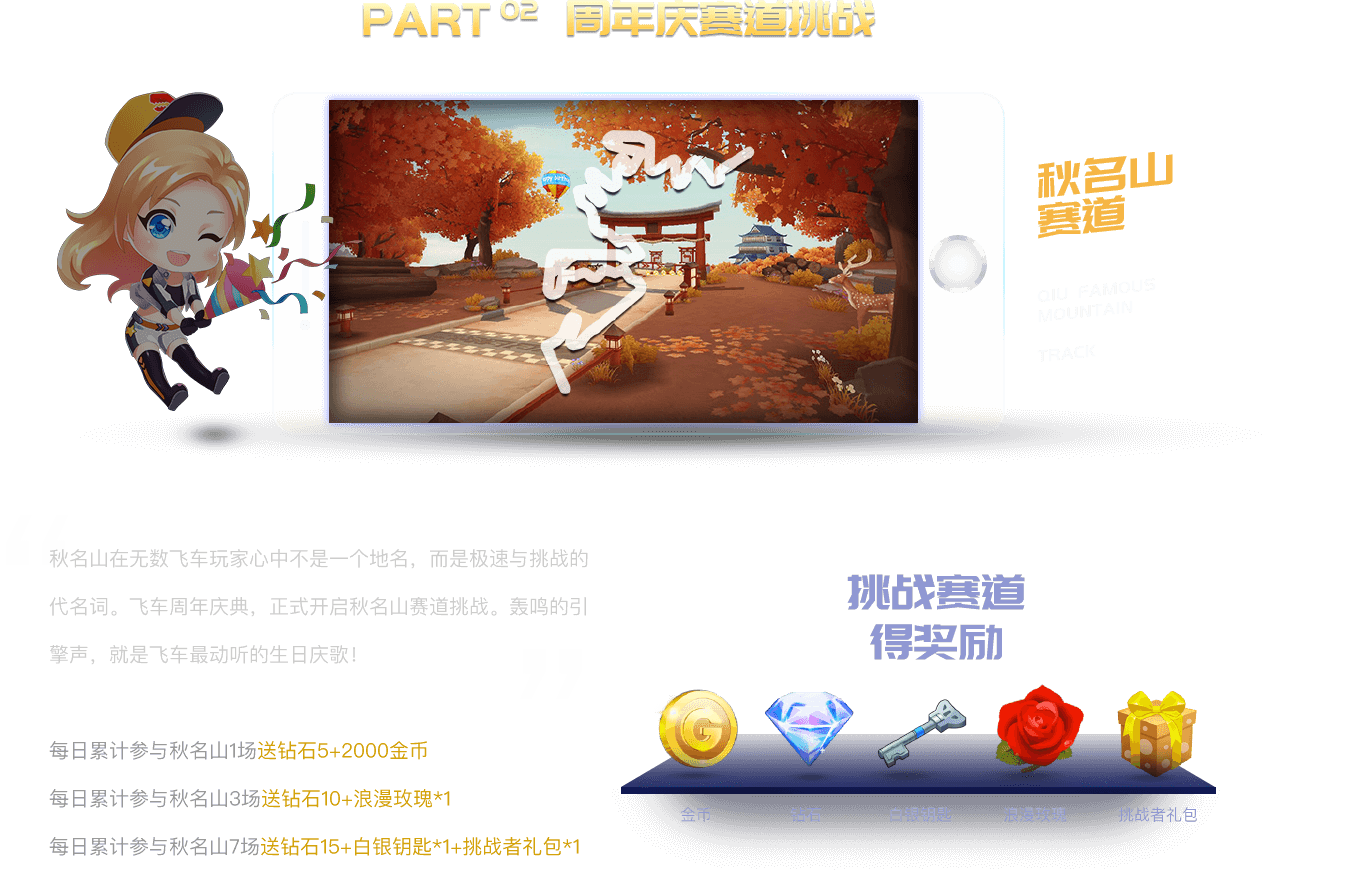 PART 02 周年庆赛道挑战
秋名山
赛道
QIU FAMOUS
MOUNTAIN
TRACK
秋名山在无数飞车玩家心中不是一个地名，而是极速与挑战的
代名词。飞车周年庆典，正式开启秋名山赛道挑战。轰鸣的引
擎声，就是飞车最动听的生日庆歌！
挑战赛道
得奖励
每日累计参与秋名山1场送钻石5+2000金币
每日累计参与秋名山3场送钻石10+浪漫玫瑰*1
每日累计参与秋名山7场送钻石15+白银钥匙*1+挑战者礼包*1
金币 钻石 白银钥匙 浪漫玫瑰 挑战者礼包